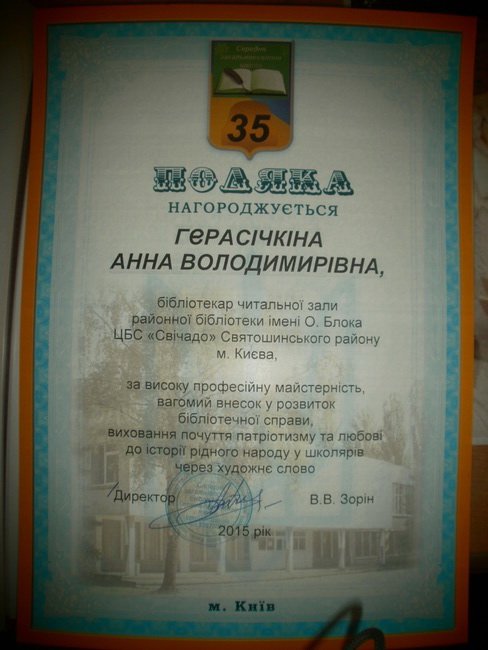 35
ПОДЯКА
НАГОРОДЖУЄТЬСЯ
ГЕРАСІЧКІНА
АННА ВОЛОДИМИРІВНА,
бібліотекар читальної зали
районної бібліотеки імені О. Блока
ЦБС «Свічадо» Святошинського району
м. Києва,
за високу професійну майстерність,
вагомий внесок у розвиток
бібліотечної справи,
виховання почуття патріотизму та любові
до історії рідного народу у школярів
через художнє слово
Директор В.В. Зорін
2015 рік
м. Київ